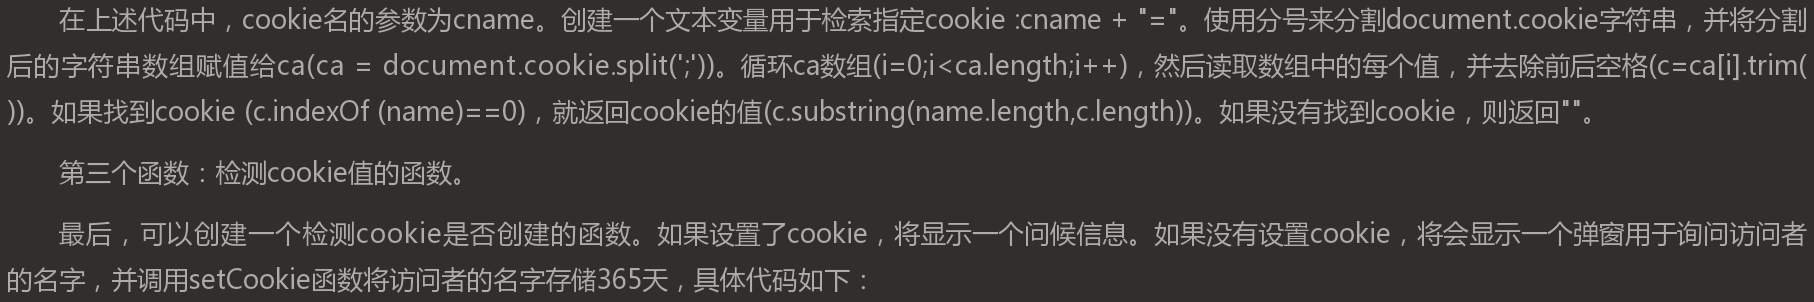 在上述代码中，cookie名的参数为cname。创建一个文本变量用于检索指定cookie :cname + "="。使用分号来分割document.cookie字符串，并将分割
后的字符串数组赋值给ca(ca = document.cookie.split(';'))。循环ca数组(i=0;i<ca.length;i++)，然后读取数组中的每个值，并去除前后空格(c=ca[i].trim(
))。如果找到cookie (c.indexOf (name)==0)，就返回cookie的值(c.substring(name.length,c.length))。如果没有找到cookie，则返回""。
第三个函数：检测cookie值的函数。
最后，可以创建一个检测cookie是否创建的函数。如果设置了cookie，将显示一个问候信息。如果没有设置cookie，将会显示一个弹窗用于询问访问者
的名字，并调用setCookie函数将访问者的名字存储365天，具体代码如下：